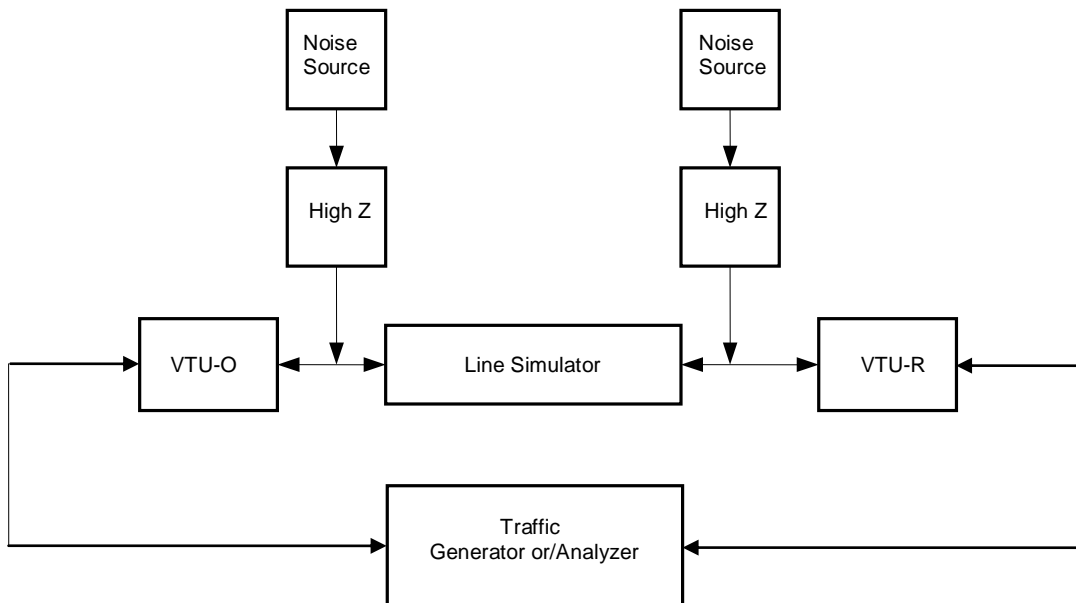 Noise
Source
Noise
Source
High Z
High Z
VTU-O
Line Simulator
VTU-R
Traffic
Generator or/Analyzer